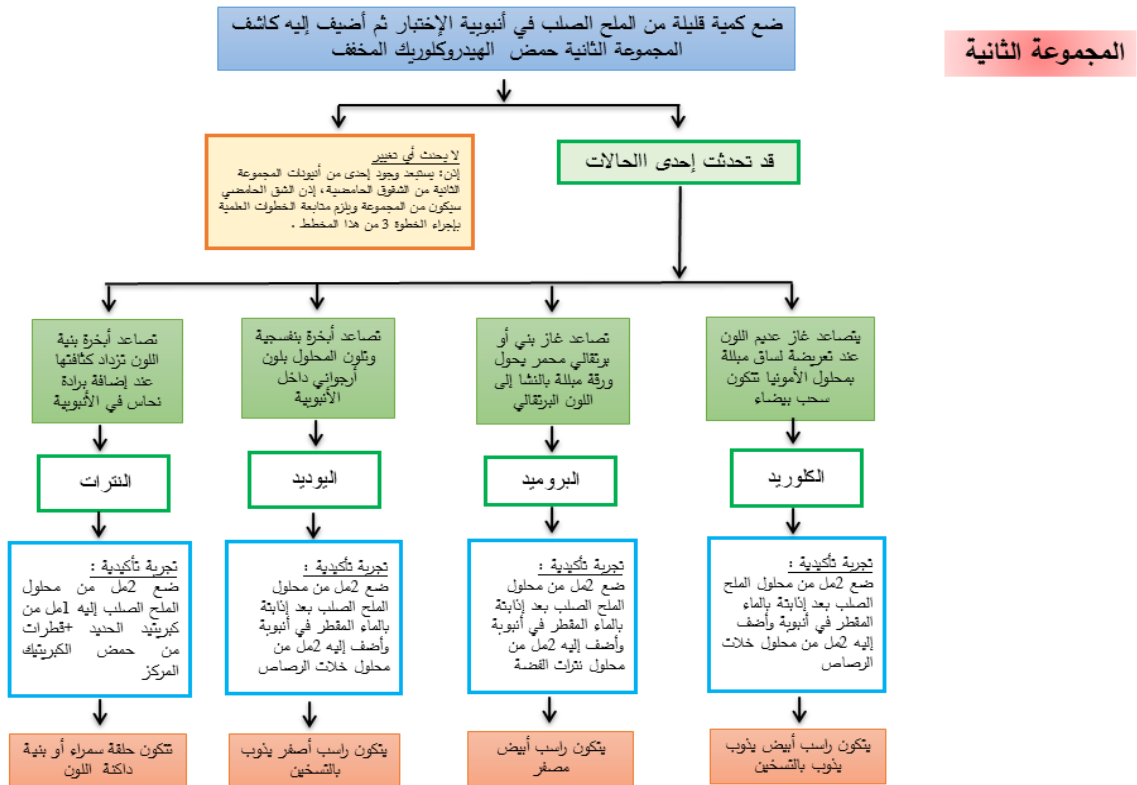 المجموعة الثانية
ضع كمية قليلة من الملح الصلب في أنبوبية الإختبار ثم أضيف إليه كاشف
المجموعة الثانية حمض الهيدروكلوريك المخفف
قد تحدثت إحدى االحالات
لا يحدث أي تغيير
إذن: يستبعد وجود إحدى من أنيونات المجموعة
الثانية من الشقوق الحامضية، إذن الشق الحامضي
سيكون من المجموعة ويلزم متابعة الخطوات العلمية
بإجراء الخطوة 3 من هذا المخطط .
يتصاعد غاز عديم اللون
عند تعريضة لساق مبللة
بمحلول الأمونيا تتكون
سحب بيضاء
تصاعد غاز بني أو
برتقالي محمر يحول
ورقة مبللة بالنشا إلى
اللون البرتقالي
تصاعد أبخرة بنفسجية
وتلون المحلول بلون
أرجواني داخل
الأنبوبية
تصاعد أبخرة بنية
اللون تزداد كثافتها
عند إضافة برادة
نحاس في الأنبوبية
الكلوريد
البروميد
اليوديد
النترات
تجربة تأكيدية :
ضع 2مل من محلول الملح
الصلب بعد إذابتة بالماء
المقطر في أنبوبة وأضف
إليه 2مل من محلول خلات
الرصاص
تجربة تأكيدية :
ضع 2مل من محلول
الملح الصلب بعد إذابتة
بالماء المقطر في أنبوبة
وأضف إليه 2مل من
محلول نترات الفضة
تجربة تأكيدية :
ضع 2مل من محلول
الملح الصلب بعد إذابتة
بالماء المقطر في أنبوبة
وأضف إليه 2مل من
محلول خلات الرصاص
تجربة تأكيدية :
ضع 2مل من محلول
الملح الصلب إليه 1مل من
كبريتيد الحديد +قطرات
من حمض الكبريتيك
المركز
يتكون راسب أبيض يذوب
يذوب بالتسخين
يتكون راسب أبيض
مصفر
يتكون راسب أصفر يذوب
بالتسخين
تتكون حلقة سمراء أو بنية
داكنة اللون